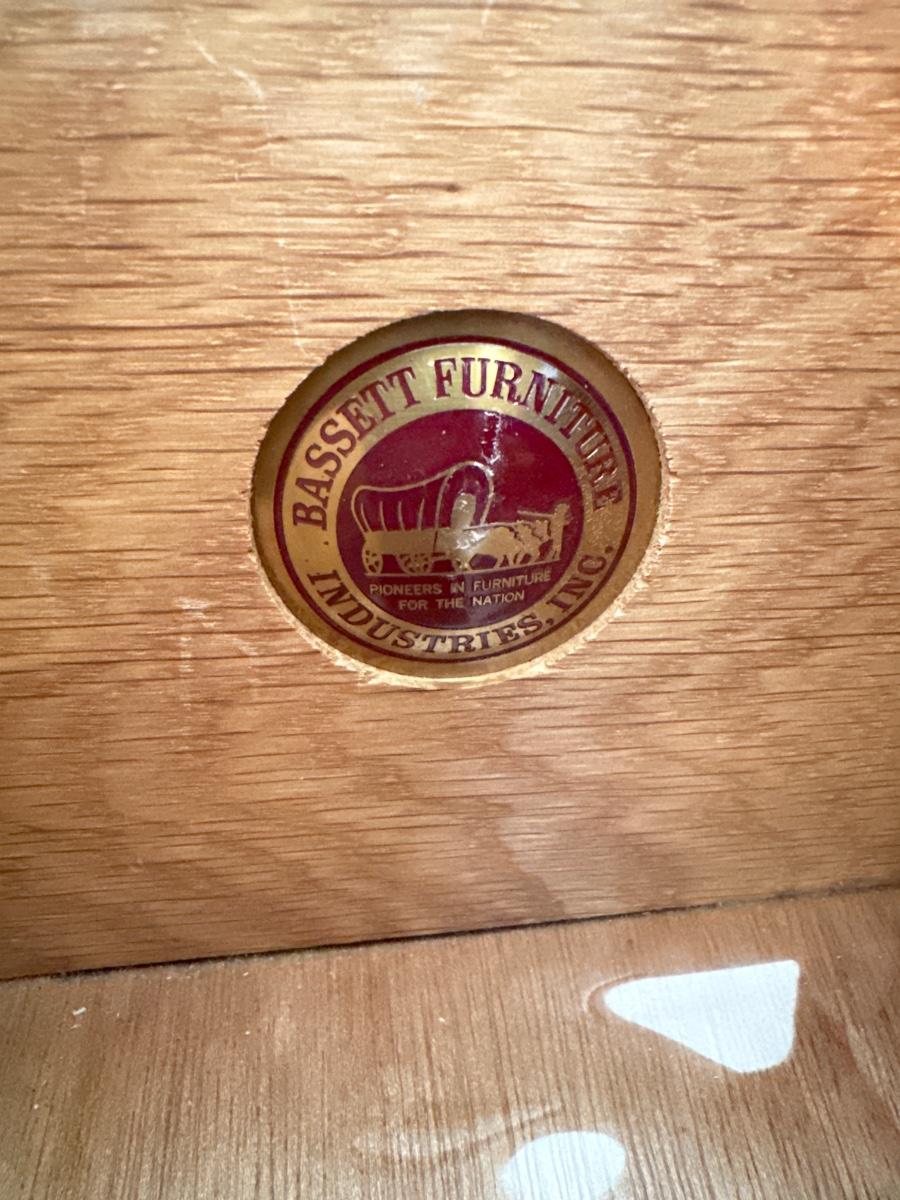 BASSETT FURNITURE
PIONEERS IN FURNITURE
FOR THE NATION
INDUSTRIES, INC.